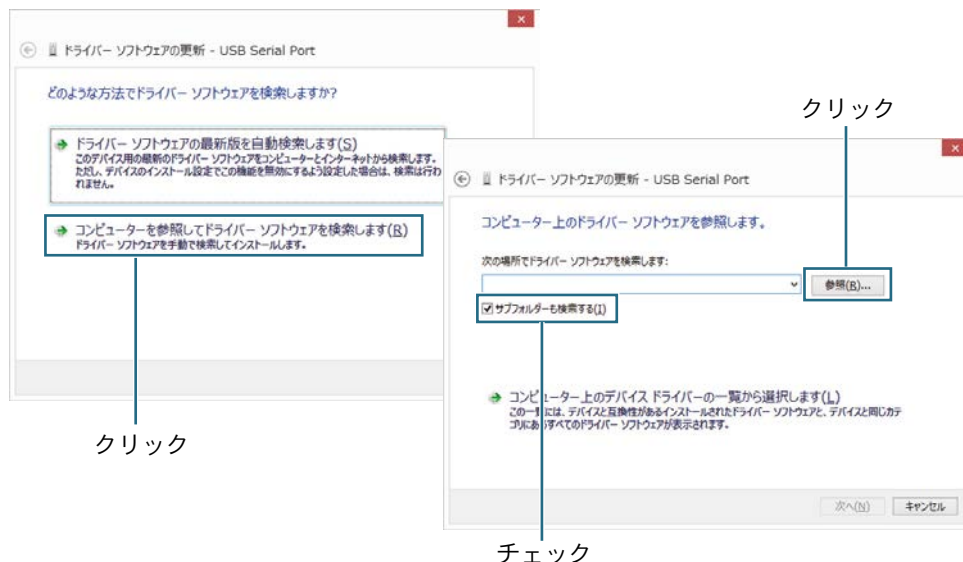 ドライバー ソフトウェアの更新 - USB Serial Port
どのような方法でドライバー ソフトウェアを検索しますか?
ドライバー ソフトウェアの最新版を自動検索します(S)
このデバイス用の最新のドライバー ソフトウェアをコンピューターとインターネットから検索します。
ただし、デバイスのインストール設定でこの機能を無効にするよう設定した場合は、検索は行わ
れません。
コンピューターを参照してドライバー ソフトウェアを検索します(R)
ドライバー ソフトウェアを手動で検索してインストールします。
クリック
クリック
ドライバー ソフトウェアの更新 - USB Serial Port
コンピューター上のドライバー ソフトウェアを参照します。
次の場所でドライバー ソフトウェアを検索します:
参照(R)...
サブフォルダーも検索する(I)
コンピューター上のデバイス ドライバーの一覧から選択します(L)
この一覧には、デバイスと互換性があるインストールされたドライバー ソフトウェアと、デバイスと同じカテ
ゴリにあるすべてのドライバー ソフトウェアが表示されます。
次へ(N)
キャンセル
チェック